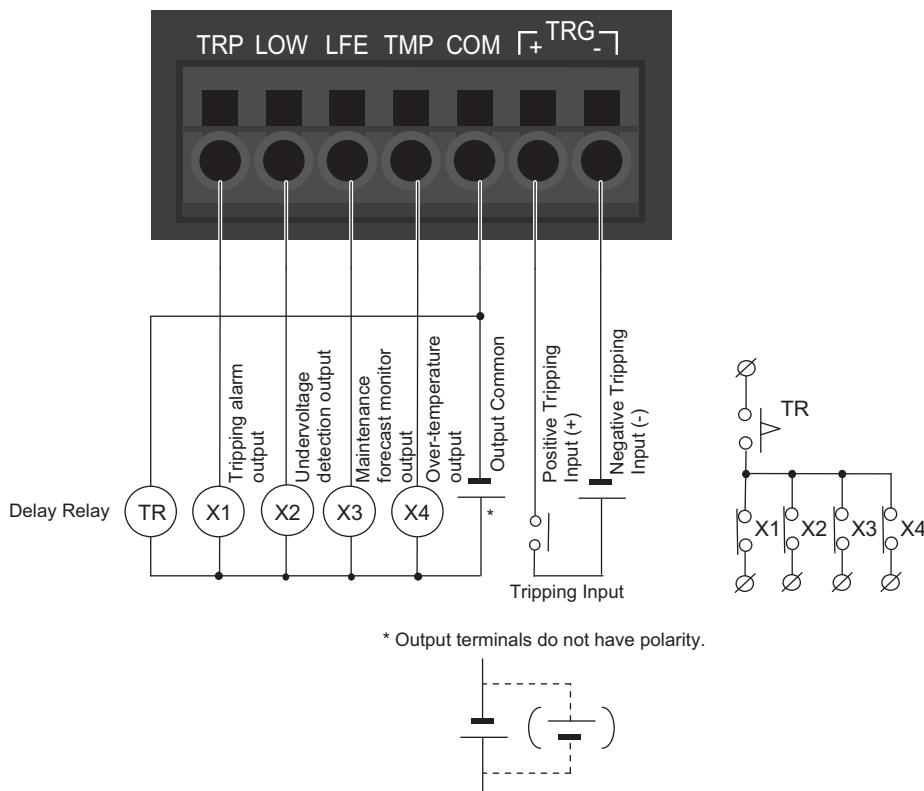 TRP LOW LFE TMP COM + TRG -
Tripping alarm
output
Undervoltage
detection output
Maintenance
forecast monitor
output
Over-temperature
output
Output Common
Positive Tripping
Input (+)
Negative Tripping
Input (-)
TR
Delay Relay TR X1 X2 X3 X4 *
X1 X2 X3 X4
Tripping Input
* Output terminals do not have polarity.